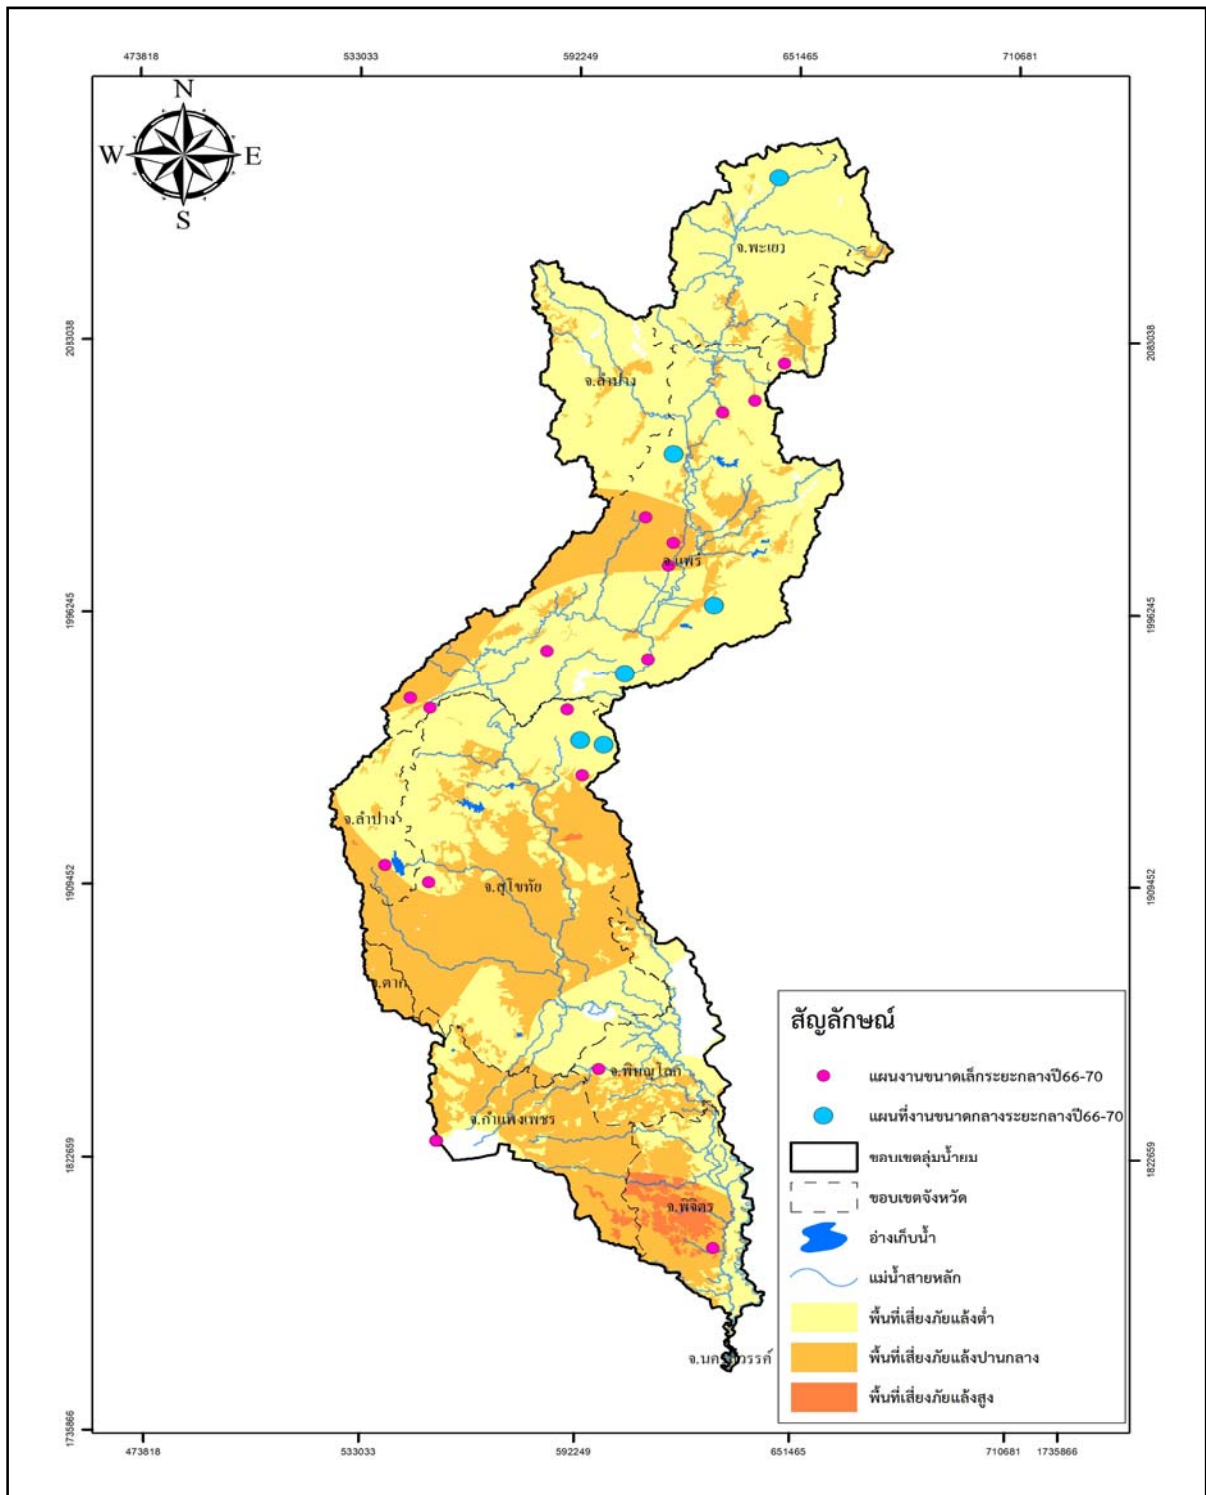 473818
533033
592249
651465
710681
N
W
E
S
จ.พะเยา
2083038
2083038
จ.ลำปาง
จ.แพร่
1996245
1996245
จ.ลำปาง
จ.สุโขทัย
1909452
1909452
จ.ตาก
สัญลักษณ์
แผนงานขนาดเล็กระยะกลางปี66-70
จ.พิษณุโลก
จ.กำแพงเพชร
แผนที่งานขนาดกลางระยะกลางปี66-70
ขอบเขตลุ่มน้ำยม
1822659
1822659
ขอบเขตจังหวัด
จ.พิจิตร
อ่างเก็บน้ำ
แม่น้ำสายหลัก
พื้นที่เสี่ยงภัยแล้งต่ำ
จ.นครสวรรค์
พื้นที่เสี่ยงภัยแล้งปานกลาง
พื้นที่เสี่ยงภัยแล้งสูง
1735866
473818
533033
592249
651465
710681
1735866